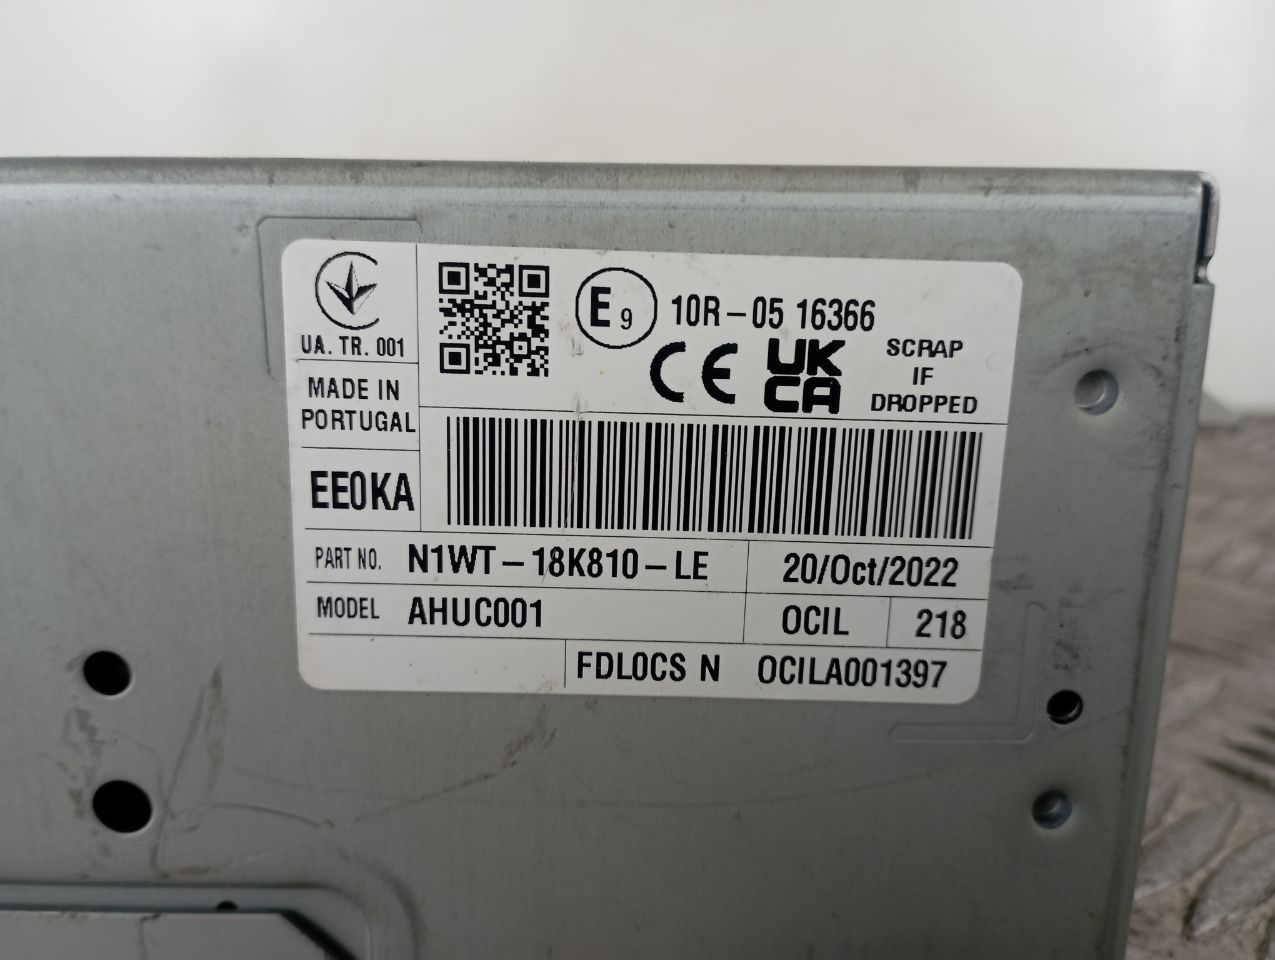 UA. TR. 001
MADE IN
PORTUGAL
EE0KA
E9 10R-05 16366
CE UK
CA
SCRAP
IF
DROPPED
PART NO. N1WT-18K810-LE 20/Oct/2022
MODEL AHUC001 OCIL 218
FDLOCS N OCILA001397